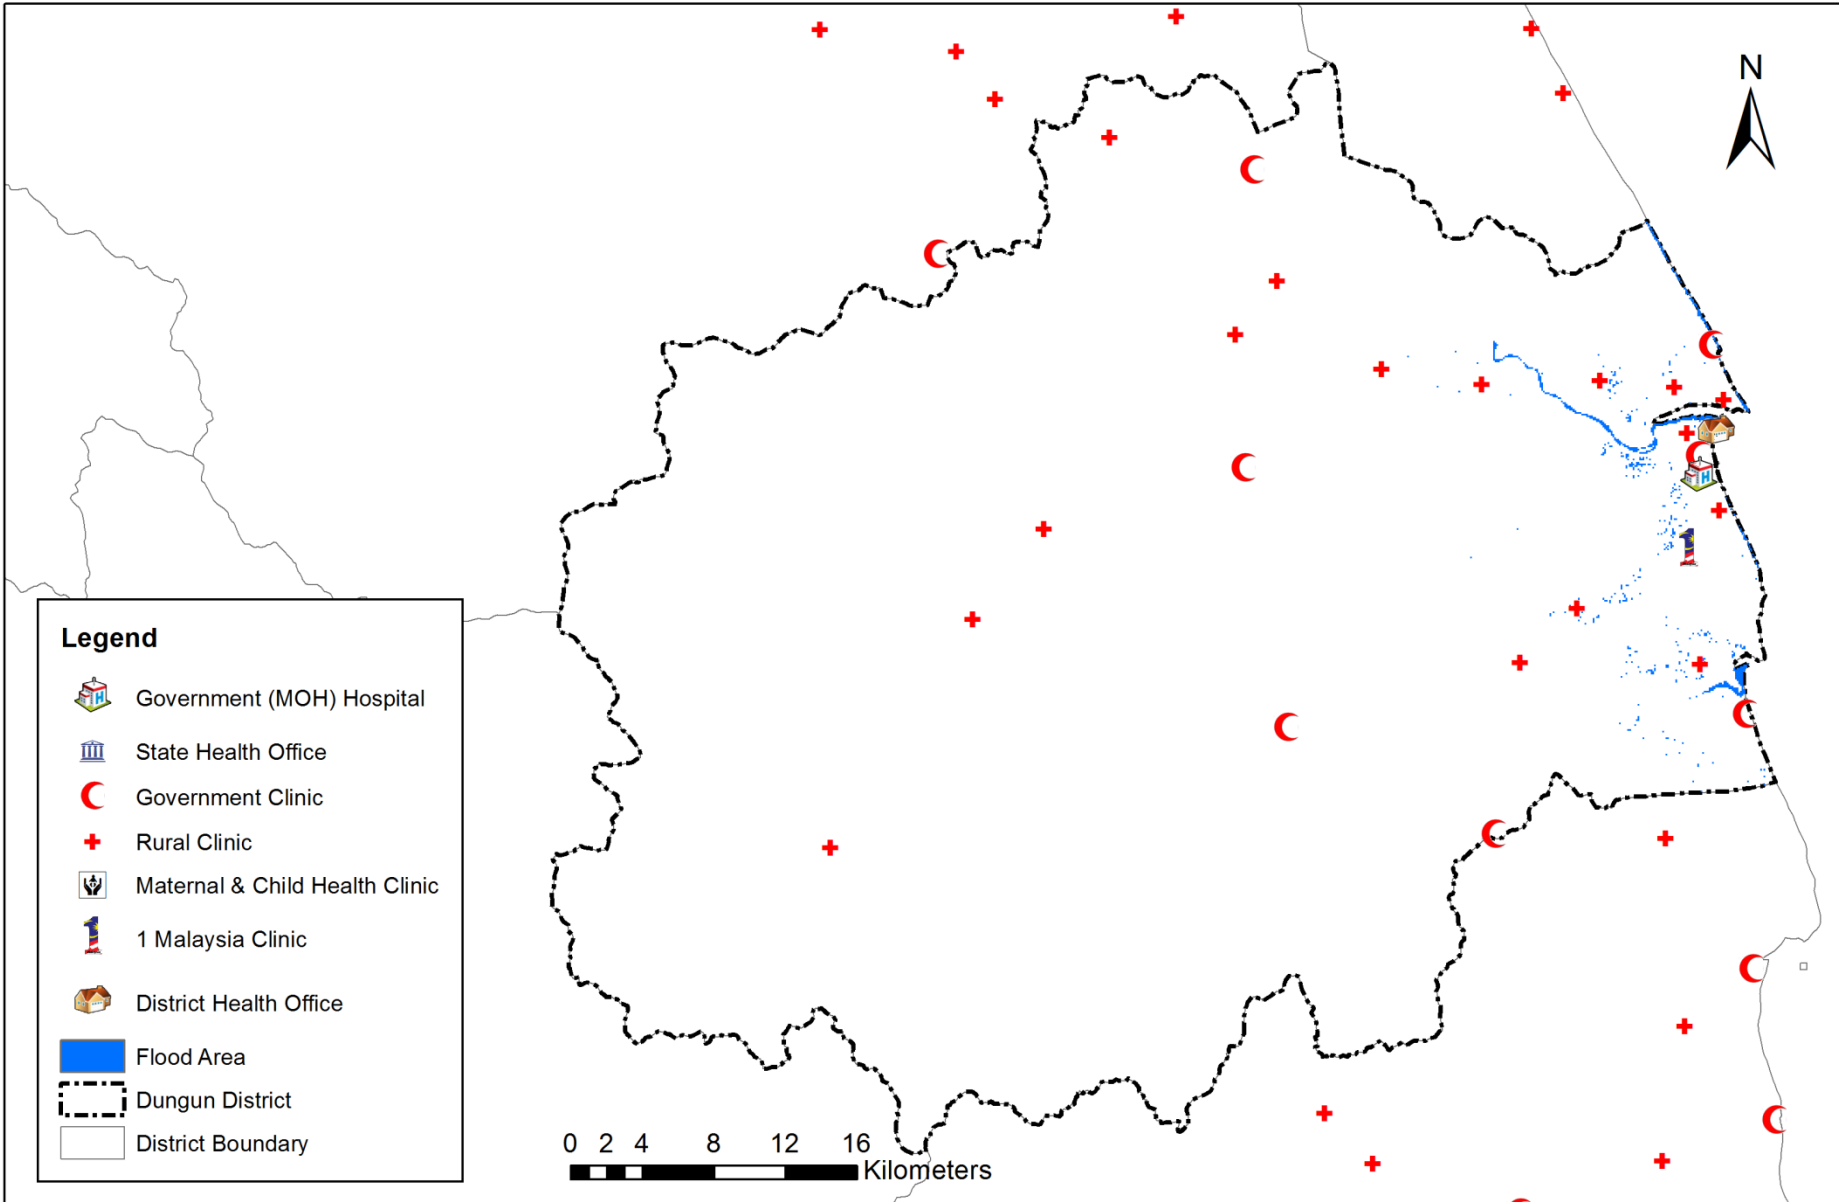 N
Legend
Government (MOH) Hospital
State Health Office
Government Clinic
Rural Clinic
Maternal & Child Health Clinic
1 Malaysia Clinic
District Health Office
Flood Area
Dungun District
District Boundary
0 2 4 8 12 16
Kilometers